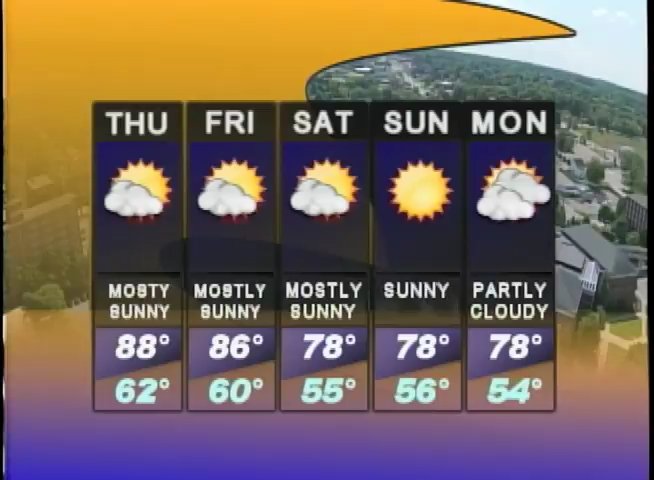 THU FRI SAT SUN MON
MOSTY MOSTLY MOSTLY SUNNY PARTLY
SUNNY SUNNY SUNNY CLOUDY
88° 86° 78° 78° 78°
62° 60° 55° 56° 54°